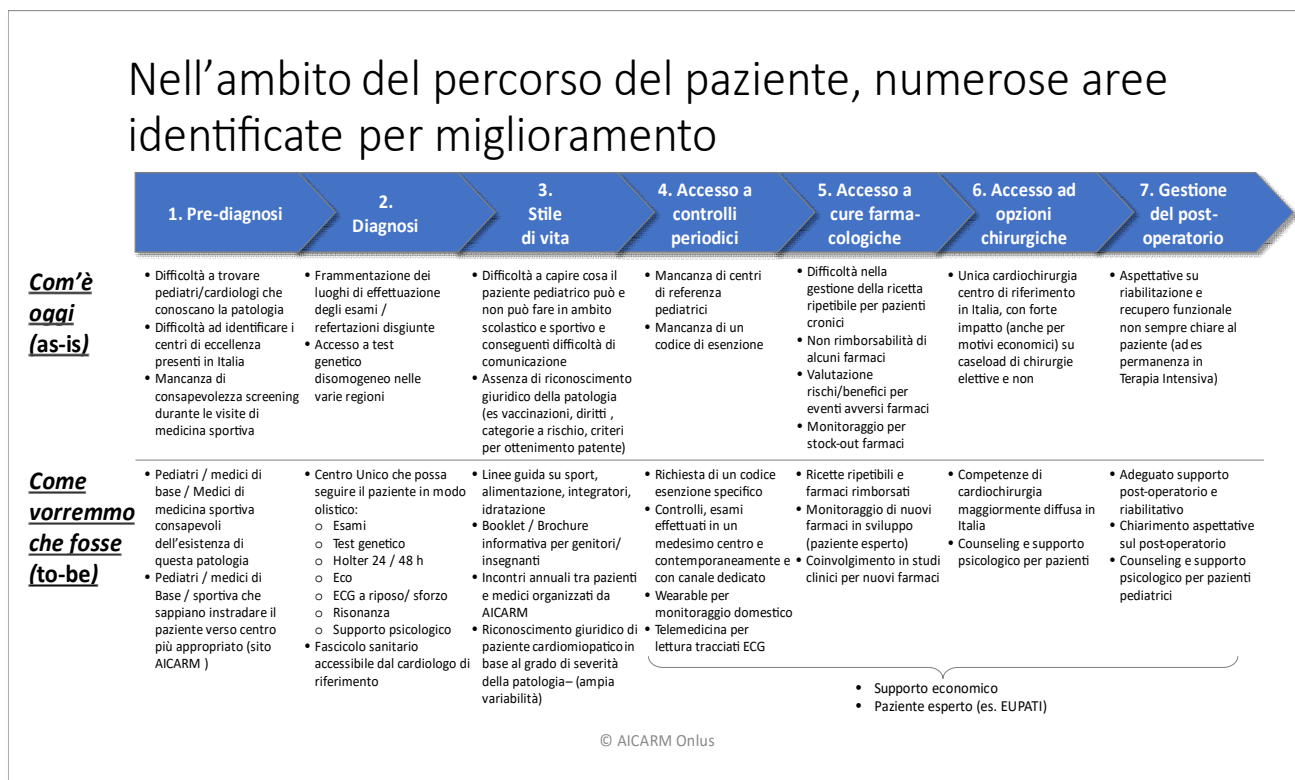 Nell'ambito del percorso del paziente, numerose aree
identificate per miglioramento
1. Pre-diagnosi
2.
Diagnosi
3.
Stile
di vita
4. Accesso a
controlli
periodici
5. Accesso a
cure farma-
cologiche
6. Accesso ad
opzioni
chirurgiche
7. Gestione
del post-
operatorio
Com'è
oggi
(as-is)
• Difficoltà a trovare
pediatri/cardiologi che
conoscano la patologia
• Difficoltà ad identificare i
centri di eccellenza
presenti in Italia
• Mancanza di
consapevolezza screening
durante le visite di
medicina sportiva
• Frammentazione dei
luoghi di effettuazione
degli esami /
refertazioni disgiunte
• Accesso a test
genetico
disomogeneo nelle
varie regioni
• Difficoltà a capire cosa il
paziente pediatrico può e
non può fare in ambito
scolastico e sportivo e
conseguenti difficoltà di
comunicazione
• Assenza di riconoscimento
giuridico della patologia
(es vaccinazioni, diritti ,
categorie a rischio, criteri
per ottenimento patente)
• Mancanza di centri
di referenza
pediatrici
• Mancanza di un
codice di esenzione
• Difficoltà nella
gestione della ricetta
ripetibile per pazienti
cronici
• Non rimborsabilità di
alcuni farmaci
• Valutazione
rischi/benefici per
eventi avversi farmaci
• Monitoraggio per
stock-out farmaci
• Unica cardiochirurgia
centro di riferimento
in Italia, con forte
impatto (anche per
motivi economici) su
caseload di chirurgie
elettive e non
• Aspettative su
riabilitazione e
recupero funzionale
non sempre chiare al
paziente (ad es
permanenza in
Terapia Intensiva)
Come
vorremmo
che fosse
(to-be)
• Pediatri / medici di
base / Medici di
medicina sportiva
consapevoli
dell'esistenza di
questa patologia
• Pediatri / medici di
Base / sportiva che
sappiano instradare il
paziente verso centro
più appropriato (sito
AICARM )
• Centro Unico che possa
seguire il paziente in modo
olistico:
o Esami
o Test genetico
o Holter 24 / 48 h
o Eco
o ECG a riposo/ sforzo
o Risonanza
o Supporto psicologico
• Fascicolo sanitario
accessibile dal cardiologo di
riferimento
• Linee guida su sport,
alimentazione, integratori,
idratazione
• Booklet / Brochure
informativa per genitori/
insegnanti
• Incontri annuali tra pazienti
e medici organizzati da
AICARM
• Riconoscimento giuridico di
paziente cardiomiopatico in
base al grado di severità
della patologia– (ampia
variabilità)
• Richiesta di un codice
esenzione specifico
• Controlli, esami
effettuati in un
medesimo centro e
contemporaneamente e
con canale dedicato
• Wearable per
monitoraggio domestico
• Telemedicina per
lettura tracciati ECG
• Ricette ripetibili e
farmaci rimborsati
• Monitoraggio di nuovi
farmaci in sviluppo
(paziente esperto)
• Coinvolgimento in studi
clinici per nuovi farmaci
• Competenze di
cardiochirurgia
maggiormente diffusa in
Italia
• Counseling e supporto
psicologico per pazienti
• Adeguato supporto
post-operatorio e
riabilitativo
• Chiarimento aspettative
sul post-operatorio
• Counseling e supporto
psicologico per pazienti
pediatrici
• Supporto economico
• Paziente esperto (es. EUPATI)
© AICARM Onlus